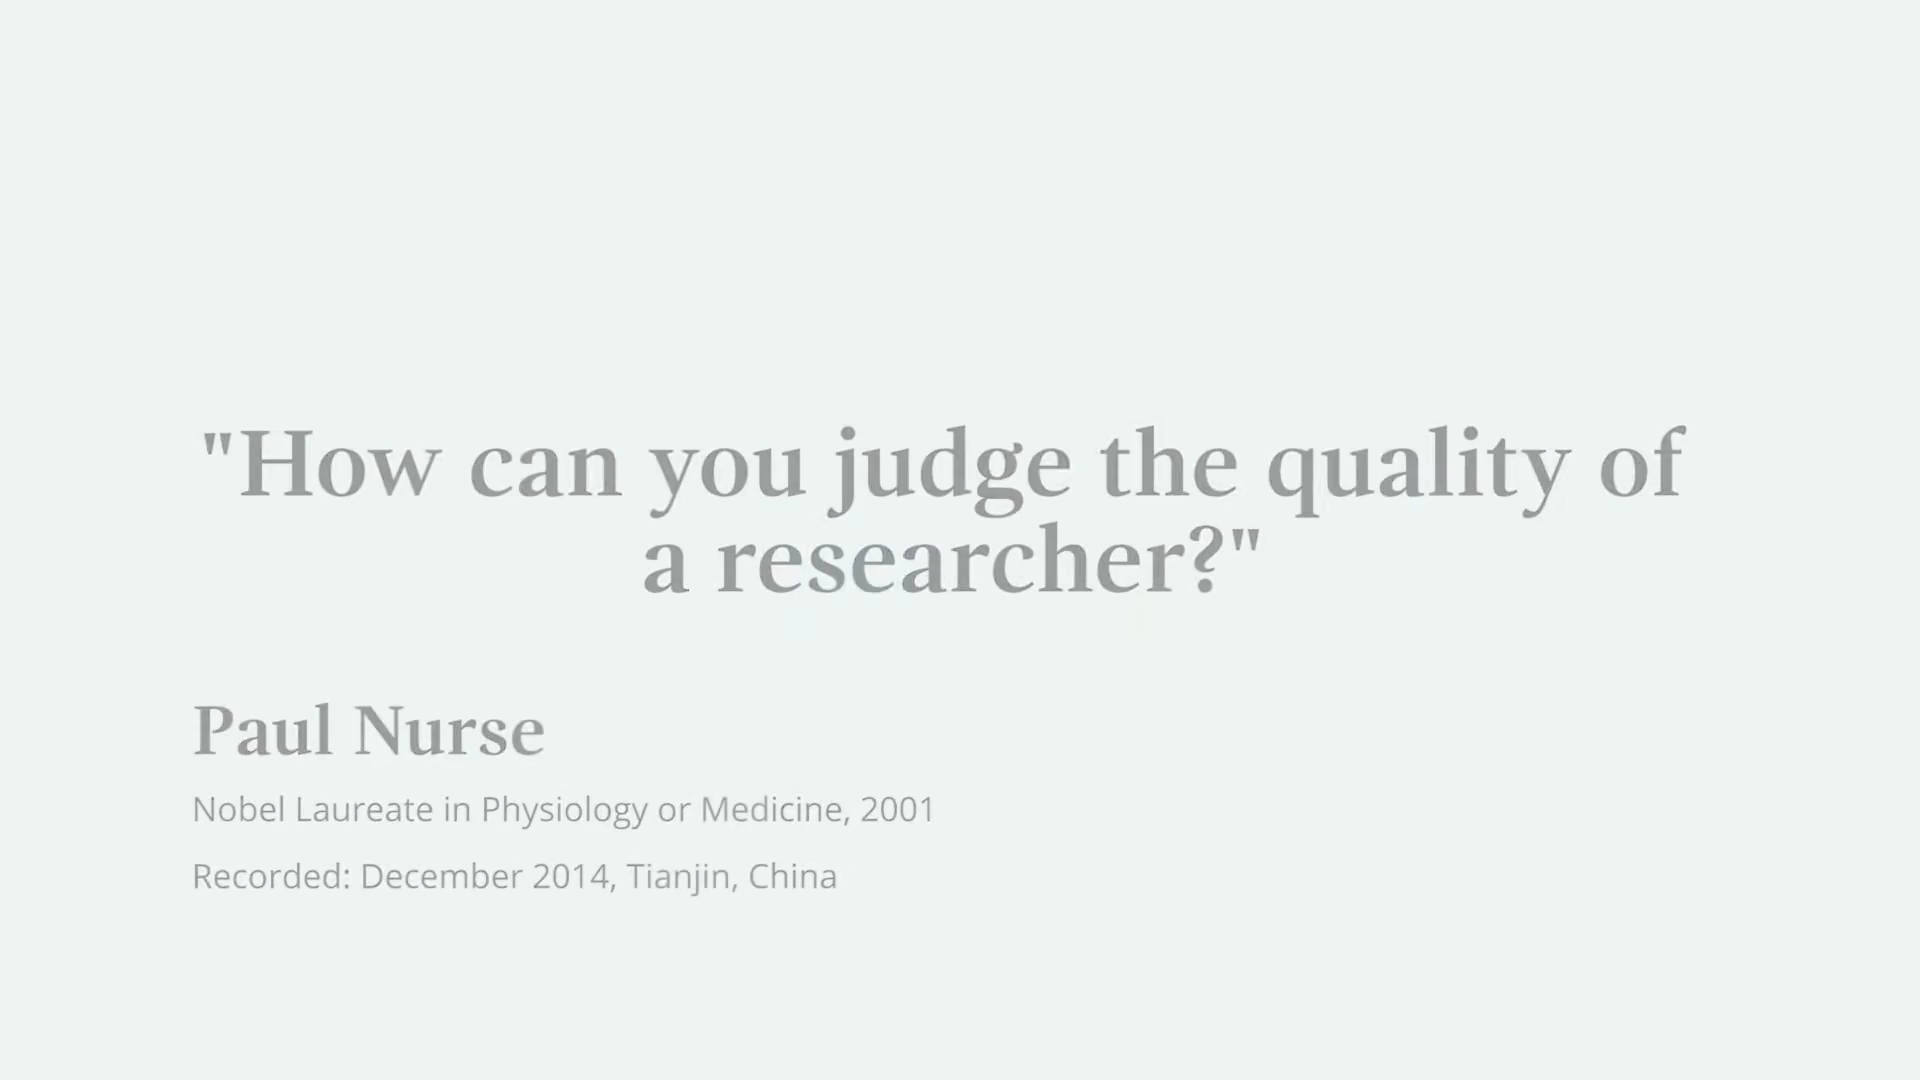 "How can you judge the quality of
a researcher?"
Paul Nurse
Nobel Laureate in Physiology or Medicine, 2001
Recorded: December 2014, Tianjin, China